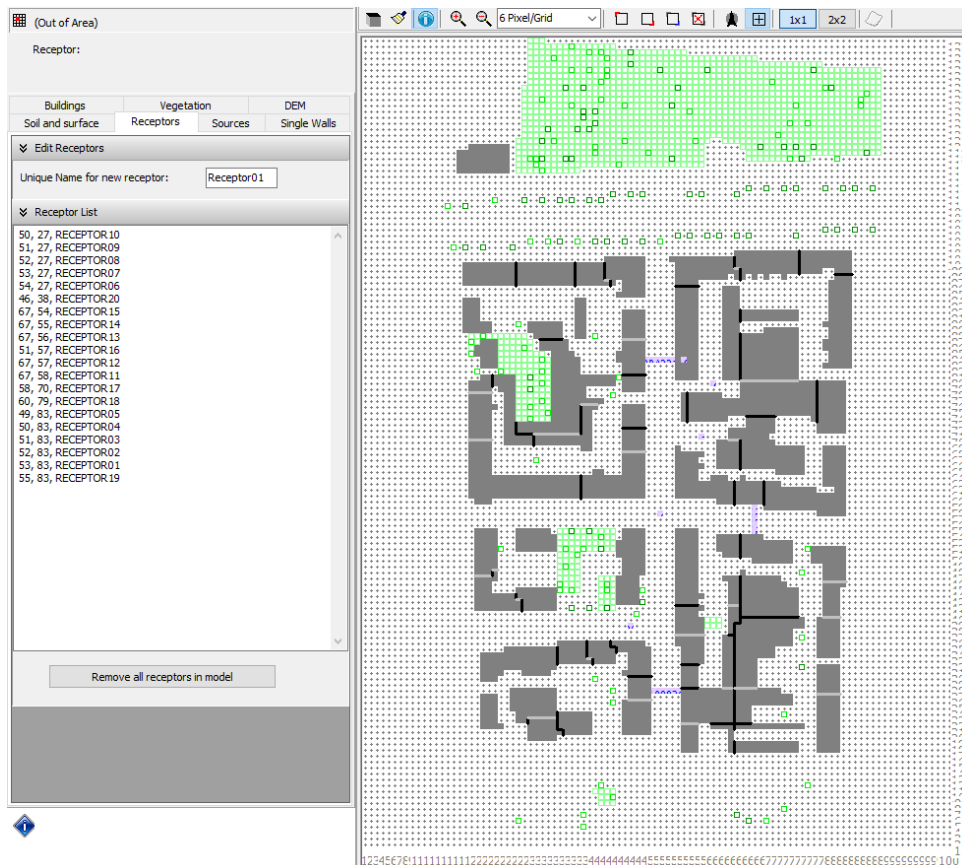 (Out of Area)
6 Pixel/Grid
1x1
2x2
Receptor:
Buildings
Vegetation
DEM
Soil and surface
Receptors
Sources
Single Walls
Edit Receptors
Unique Name for new receptor:
Receptor01
Receptor List
50, 27, RECEPTOR10
51, 27, RECEPTOR09
52, 27, RECEPTOR08
53, 27, RECEPTOR07
54, 27, RECEPTOR06
46, 38, RECEPTOR20
67, 54, RECEPTOR15
67, 55, RECEPTOR14
67, 56, RECEPTOR13
51, 57, RECEPTOR16
67, 57, RECEPTOR12
67, 58, RECEPTOR11
58, 70, RECEPTOR17
60, 79, RECEPTOR18
49, 83, RECEPTOR05
50, 83, RECEPTOR04
51, 83, RECEPTOR03
52, 83, RECEPTOR02
53, 83, RECEPTOR01
55, 83, RECEPTOR19
Remove all receptors in model